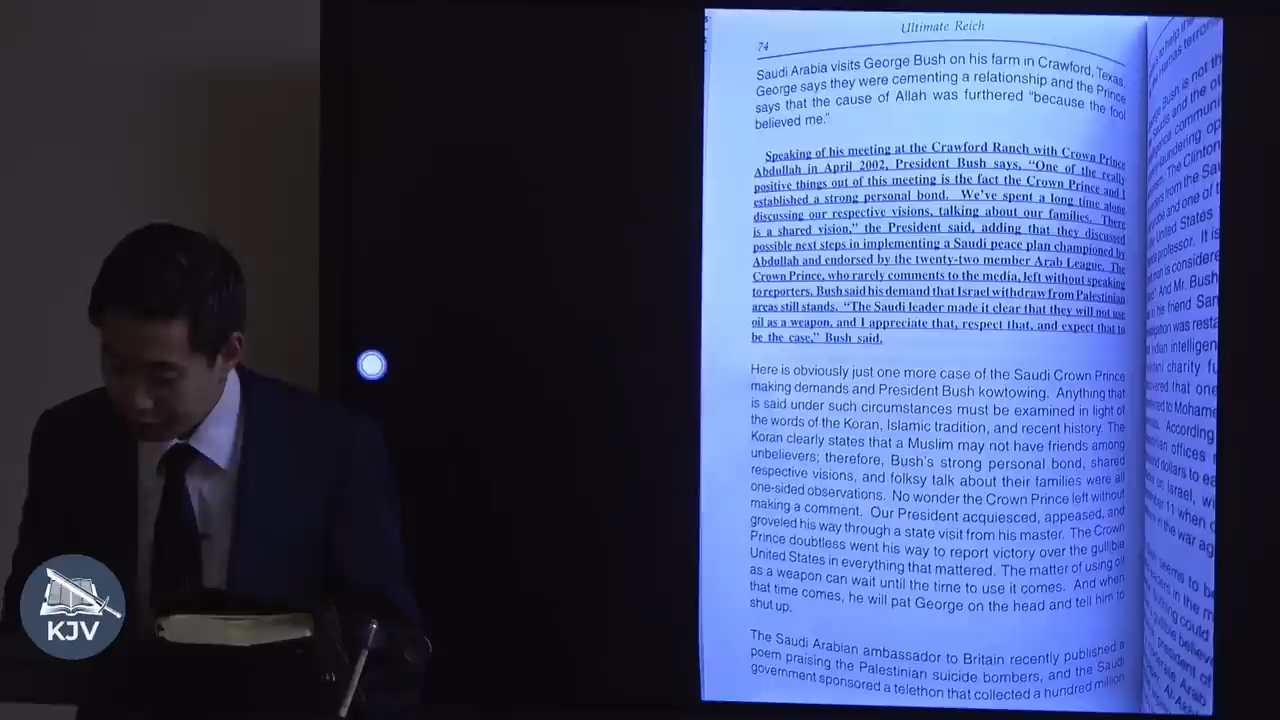 Ultimate Reich
74
Saudi Arabia visits George Bush on his farm in Crawford, Texas,
George says they were cementing a relationship and the Prince
says that the cause of Allah was furthered "because the fool
believed me."
Speaking of his meeting at the Crawford Ranch with Crown Prince
Abdullah in April 2002, President Bush says, "One of the really
positive things out of this meeting is the fact the Crown Prince and I
established a strong personal bond. We've spent a long time alone
discussing our respective visions, talking about our families. There
is a shared vision," the President said, adding that they discussed
possible next steps in implementing a Saudi peace plan championed by
Abdullah and endorsed by the twenty-two member Arab League. The
Crown Prince, who rarely comments to the media, left without speaking
to reporters. Bush said his demand that Israel withdraw from Palestinian
areas still stands. "The Saudi leader made it clear that they will not use
oil as a weapon, and I appreciate that, respect that, and expect that to
be the case," Bush said.
Here is obviously just one more case of the Saudi Crown Prince
making demands and President Bush kowtowing. Anything that
is said under such circumstances must be examined in light of
the words of the Koran, Islamic tradition, and recent history. The
Koran clearly states that a Muslim may not have friends among
unbelievers; therefore, Bush's strong personal bond, shared
respective visions, and folksy talk about their families were all
one-sided observations. No wonder the Crown Prince left without
making a comment. Our President acquiesced, appeased, and
groveled his way through a state visit from his master. The Crown
Prince doubtless went his way to report victory over the gullible
United States in everything that mattered. The matter of using oil
as a weapon can wait until the time to use it comes. And when
that time comes, he will pat George on the head and tell him to
shut up.
The Saudi Arabian ambassador to Britain recently published a
poem praising the Palestinian suicide bombers, and the Saudi
government sponsored a telethon that collected a hundred million
KJV